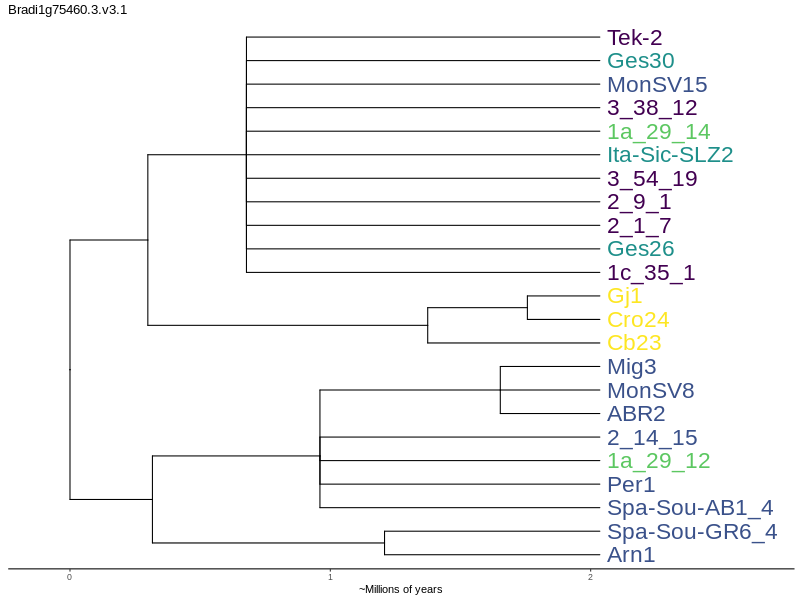 Bradi1g75460.3.v3.1
Tek-2
Ges30
MonSV15
3_38_12
1a_29_14
Ita-Sic-SLZ2
3_54_19
2_9_1
2_1_7
Ges26
1c_35_1
Gj1
Cro24
Cb23
Mig3
MonSV8
ABR2
2_14_15
1a_29_12
Per1
Spa-Sou-AB1_4
Spa-Sou-GR6_4
Arn1
0 1 2
~Millions of years